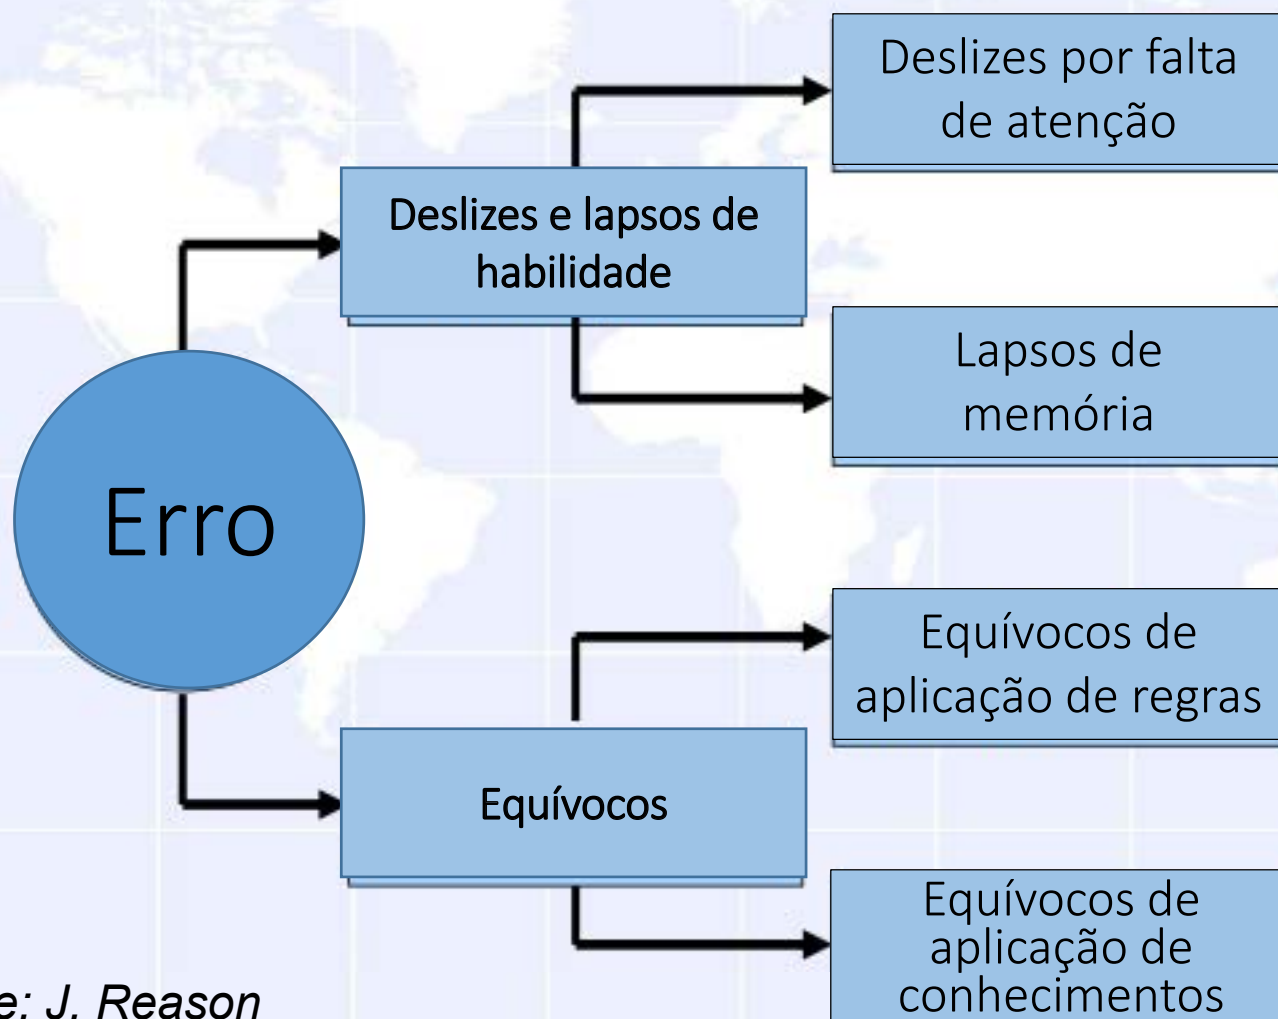 Deslizes por falta
de atenção
Deslizes e lapsos de
habilidade
Lapsos de
memória
Erro
Equívocos de
aplicação de regras
Equívocos
Equívocos de
aplicação de
conhecimentos
e: J. Reason